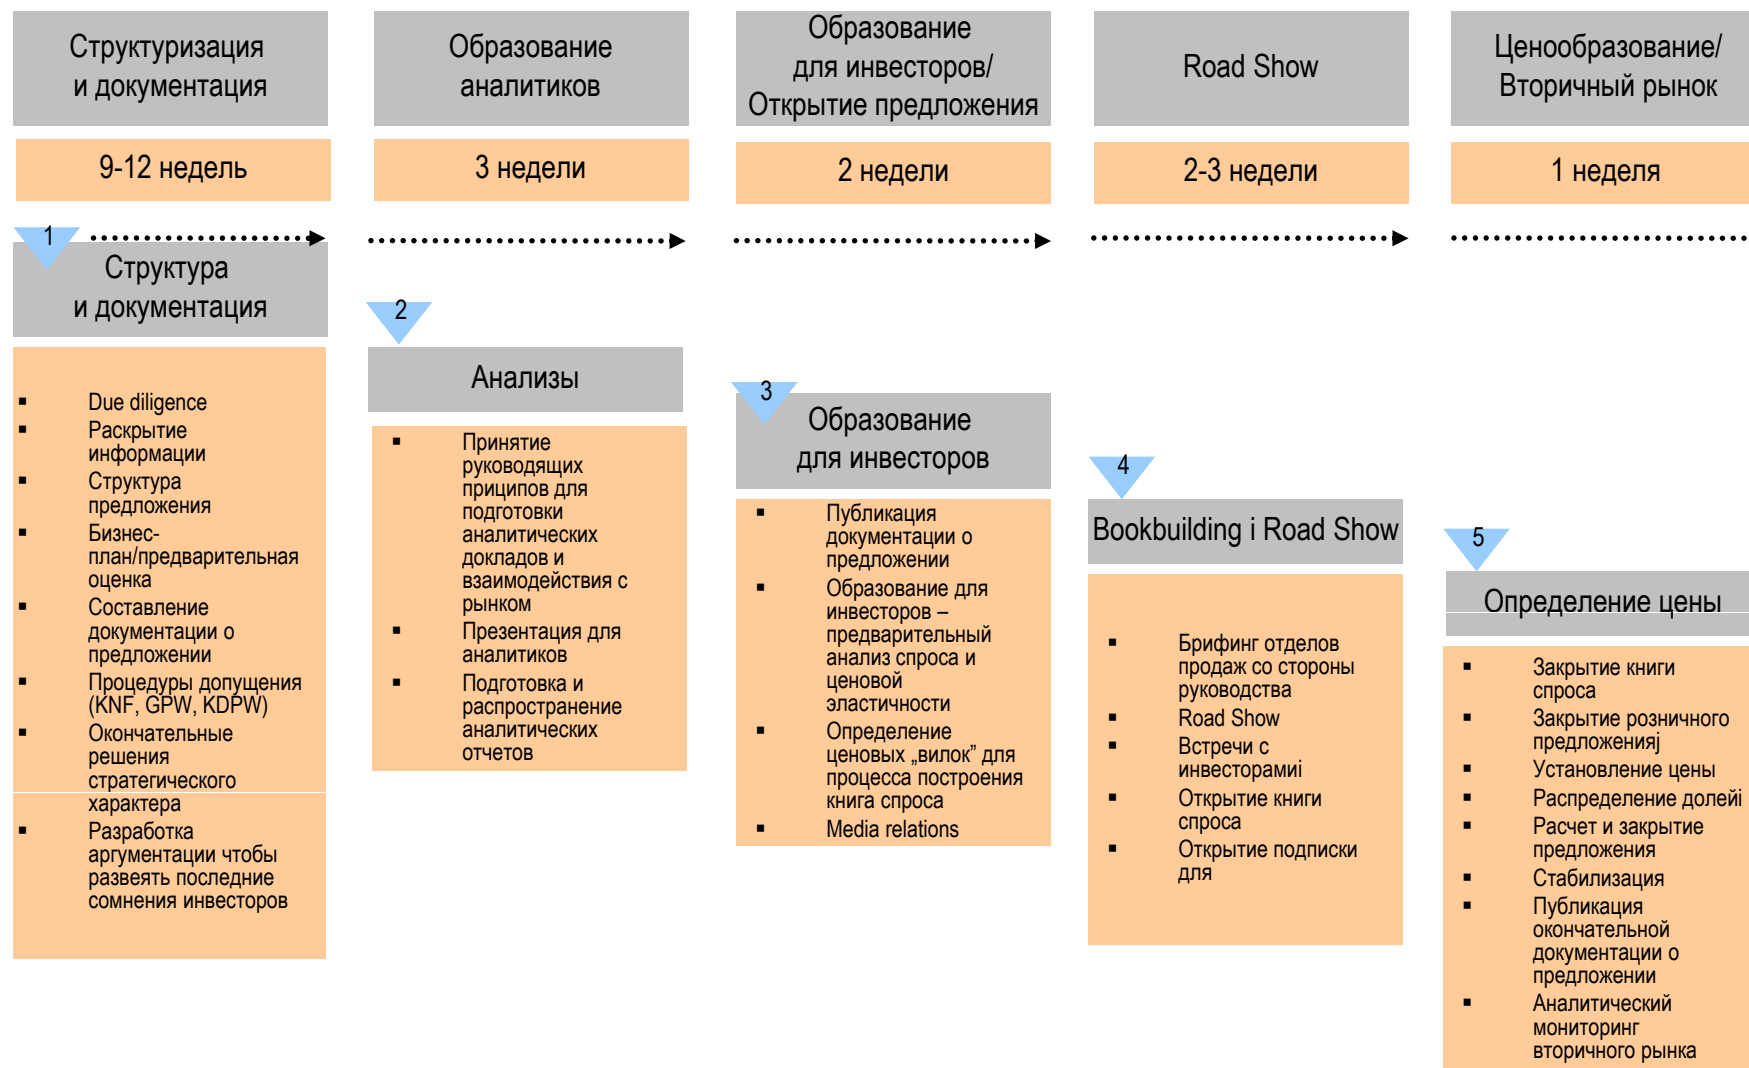 Структуризация
и документация
Образование
аналитиков
Образование
для инвесторов/
Открытие предложения
Road Show
Ценообразование/
Вторичный рынок
9-12 недель
3 недели
2 недели
2-3 недели
1 неделя
1
Структура
и документация
Due diligence
Раскрытие
информации
Структура
предложения
Бизнес-
план/предварительная
оценка
Составление
документации о
предложении
Процедуры допущения
(KNF, GPW, KDPW)
Окончательные
решения
стратегического
характера
Разработка
аргументации чтобы
развеять последние
сомнения инвесторов
2
Анализы
Принятие
руководящих
приципов для
подготовки
аналитических
докладов и
взаимодействия с
рынком
Презентация для
аналитиков
Подготовка и
распространение
аналитических
отчетов
3
Образование
для инвесторов
Публикация
документации о
предложении
Образование для
инвесторов –
предварительный
анализ спроса и
ценовой
эластичности
Определение
ценовых „вилок” для
процесса построения
книга спроса
Media relations
4
Bookbuilding i Road Show
Брифинг отделов
продаж со стороны
руководства
Road Show
Встречи с
инвесторамиi
Открытие книги
спроса
Открытие подписки
для
5
Определение цены
Закрытие книги
спроса
Закрытие розничного
предложенияj
Установление цены
Распределение долейi
Расчет и закрытие
предложения
Стабилизация
Публикация
окончательной
документации о
предложении
Аналитический
мониторинг
вторичного рынка